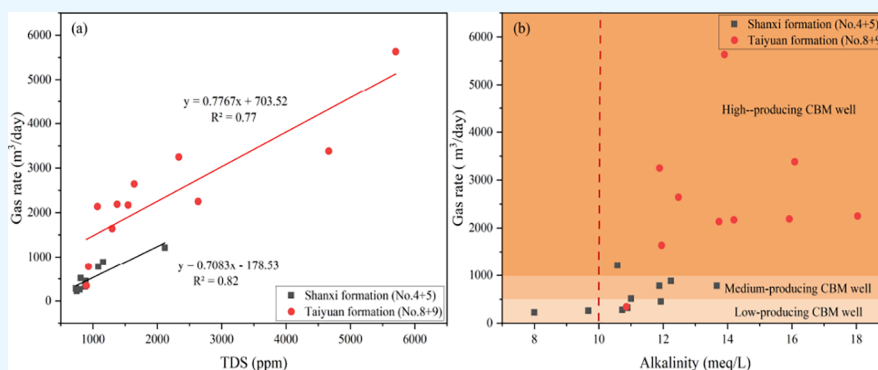 (a)
6000
5000
4000
3000
2000
1000
0
Gas rate (m³/day)
y = 0.7767x + 703.52
R² = 0.77
y = 0.7083x - 178.53
R² = 0.82
Shanxi formation (No.4+5)
Taiyuan formation (No.8+9)
1000
2000
3000
4000
5000
6000
TDS (ppm)
(b)
6000
5000
4000
3000
2000
1000
500
0
Gas rate ( m³/day)
Shanxi formation (No.4+5)
Taiyuan formation (No.8+9
High--producing CBM well
Medium-producing CBM well
Low-producing CBM well
8
10
12
14
16
18
Alkalinity (meq/L)